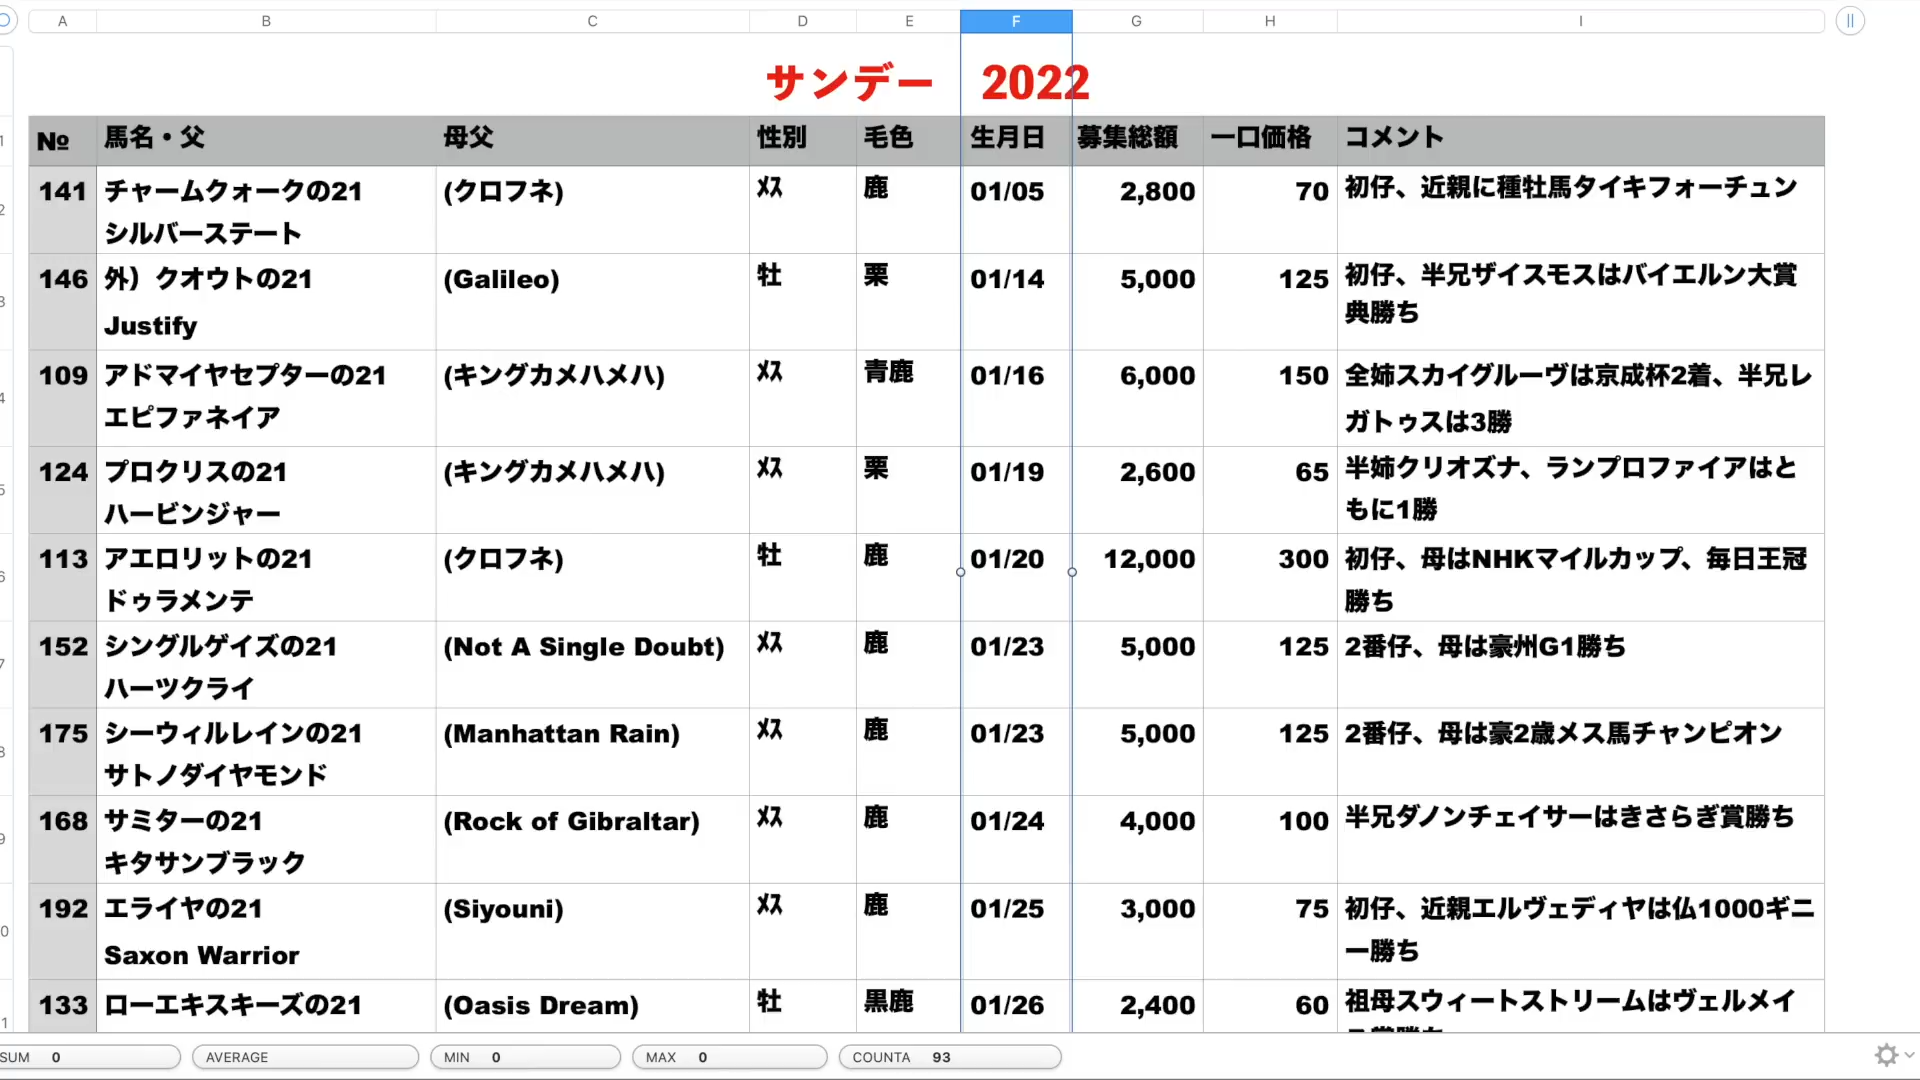 A B C D E F G H I
サンデー 2022
№ 馬名・父 母父 性別 毛色 生月日 募集総額 一口価格 コメント
141 チャームクォークの21 (クロフネ) ﾒｽ 鹿 01/05 2,800 70 初仔、近親に種牡馬タイキフォーチュン
シルバーステート
146 外）クオウトの21 (Galileo) 牡 栗 01/14 5,000 125 初仔、半兄ザイスモスはバイエルン大賞
Justify 典勝ち
109 アドマイヤセプターの21 (キングカメハメハ) ﾒｽ 青鹿 01/16 6,000 150 全姉スカイグルーヴは京成杯2着、半兄レ
エピファネイア ガトゥスは3勝
124 プロクリスの21 (キングカメハメハ) ﾒｽ 栗 01/19 2,600 65 半姉クリオズナ、ランプロファイアはと
ハービンジャー もに1勝
113 アエロリットの21 (クロフネ) 牡 鹿 01/20 12,000 300 初仔、母はNHKマイルカップ、毎日王冠
ドゥラメンテ 勝ち
152 シングルゲイズの21 (Not A Single Doubt) ﾒｽ 鹿 01/23 5,000 125 2番仔、母は豪州G1勝ち
ハーツクライ
175 シーウィルレインの21 (Manhattan Rain) ﾒｽ 鹿 01/23 5,000 125 2番仔、母は豪2歳メス馬チャンピオン
サトノダイヤモンド
168 サミターの21 (Rock of Gibraltar) ﾒｽ 鹿 01/24 4,000 100 半兄ダノンチェイサーはきさらぎ賞勝ち
キタサンブラック
192 エライヤの21 (Siyouni) ﾒｽ 鹿 01/25 3,000 75 初仔、近親エルヴェディヤは仏1000ギニ
Saxon Warrior ー勝ち
133 ローエキスキーズの21 (Oasis Dream) 牡 黒鹿 01/26 2,400 60 祖母スウィートストリームはヴェルメイ
SUM 0 AVERAGE MIN 0 MAX 0 COUNTA 93